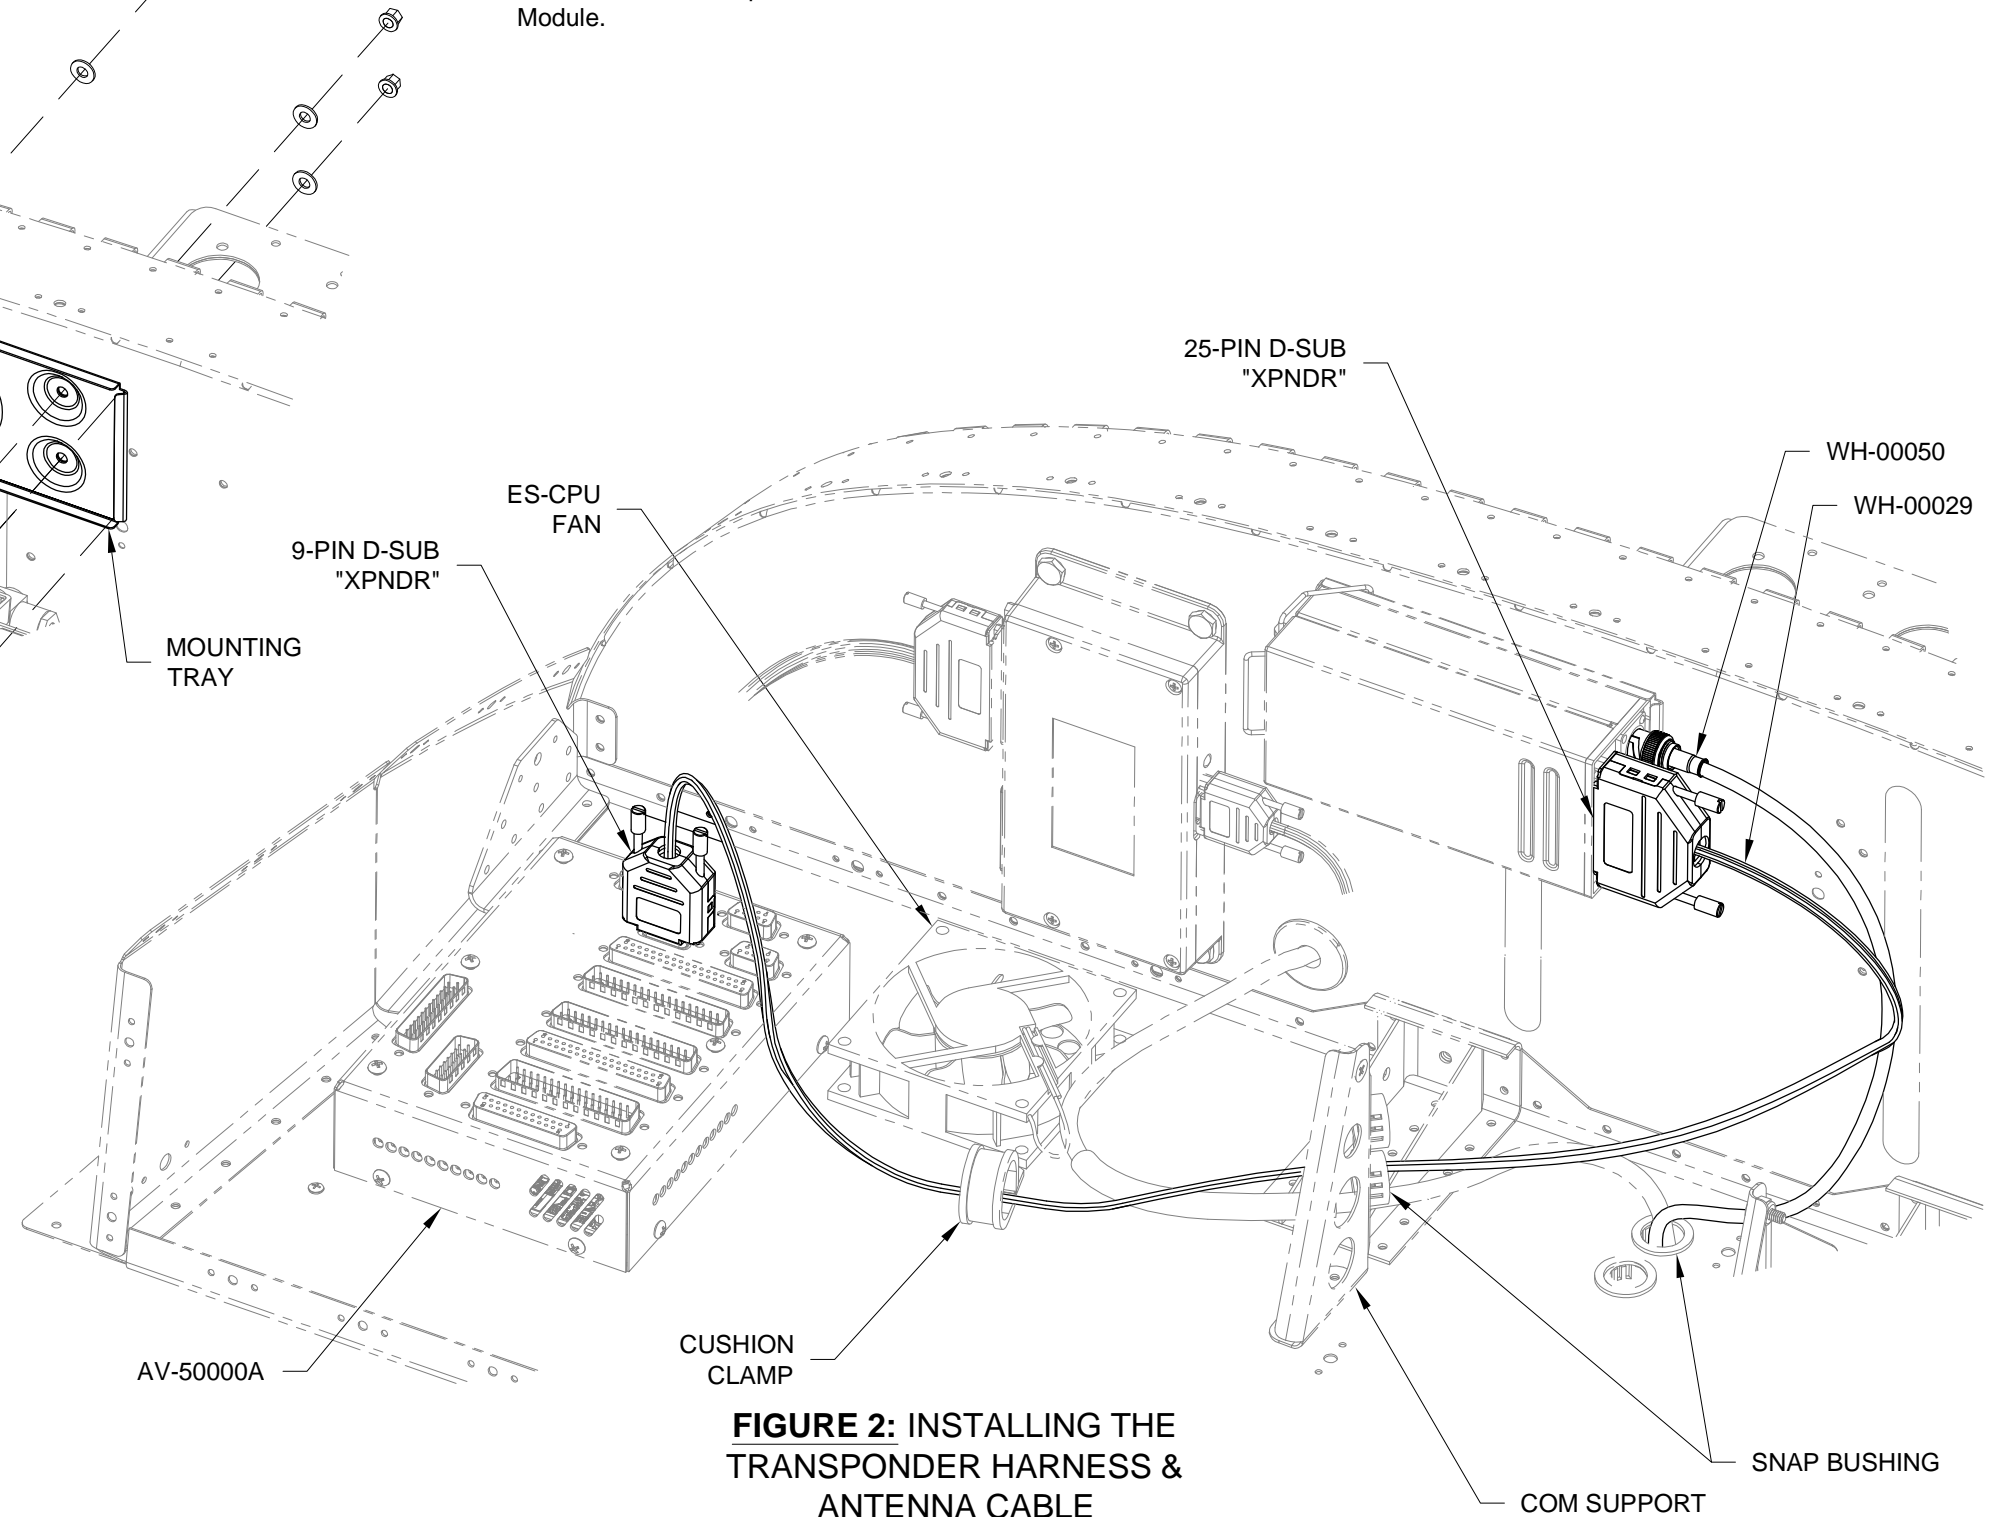 Module.
25-PIN D-SUB
"XPNDR"
WH-00050
WH-00029
ES-CPU
FAN
9-PIN D-SUB
"XPNDR"
MOUNTING
TRAY
AV-50000A
CUSHION
CLAMP
SNAP BUSHING
COM SUPPORT
FIGURE 2: INSTALLING THE
TRANSPONDER HARNESS &
ANTENNA CABLE